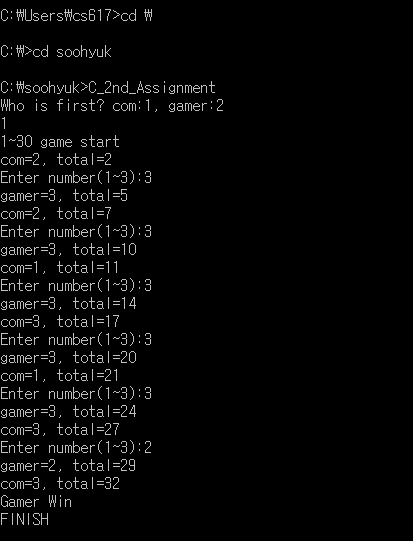 C:₩Users₩cs617>cd ₩
C:₩>cd soohyuk
C:₩soohyuk>C_2nd_Assignment
Who is first? com:1, gamer:2
1
1~30 game start
com=2, total=2
Enter number(1~3):3
gamer=3, total=5
com=2, total=7
Enter number(1~3):3
gamer=3, total=10
com=1, total=11
Enter number(1~3):3
gamer=3, total=14
com=3, total=17
Enter number(1~3):3
gamer=3, total=20
com=1, total=21
Enter number(1~3):3
gamer=3, total=24
com=3, total=27
Enter number(1~3):2
gamer=2, total=29
com=3, total=32
Gamer Win
FINISH